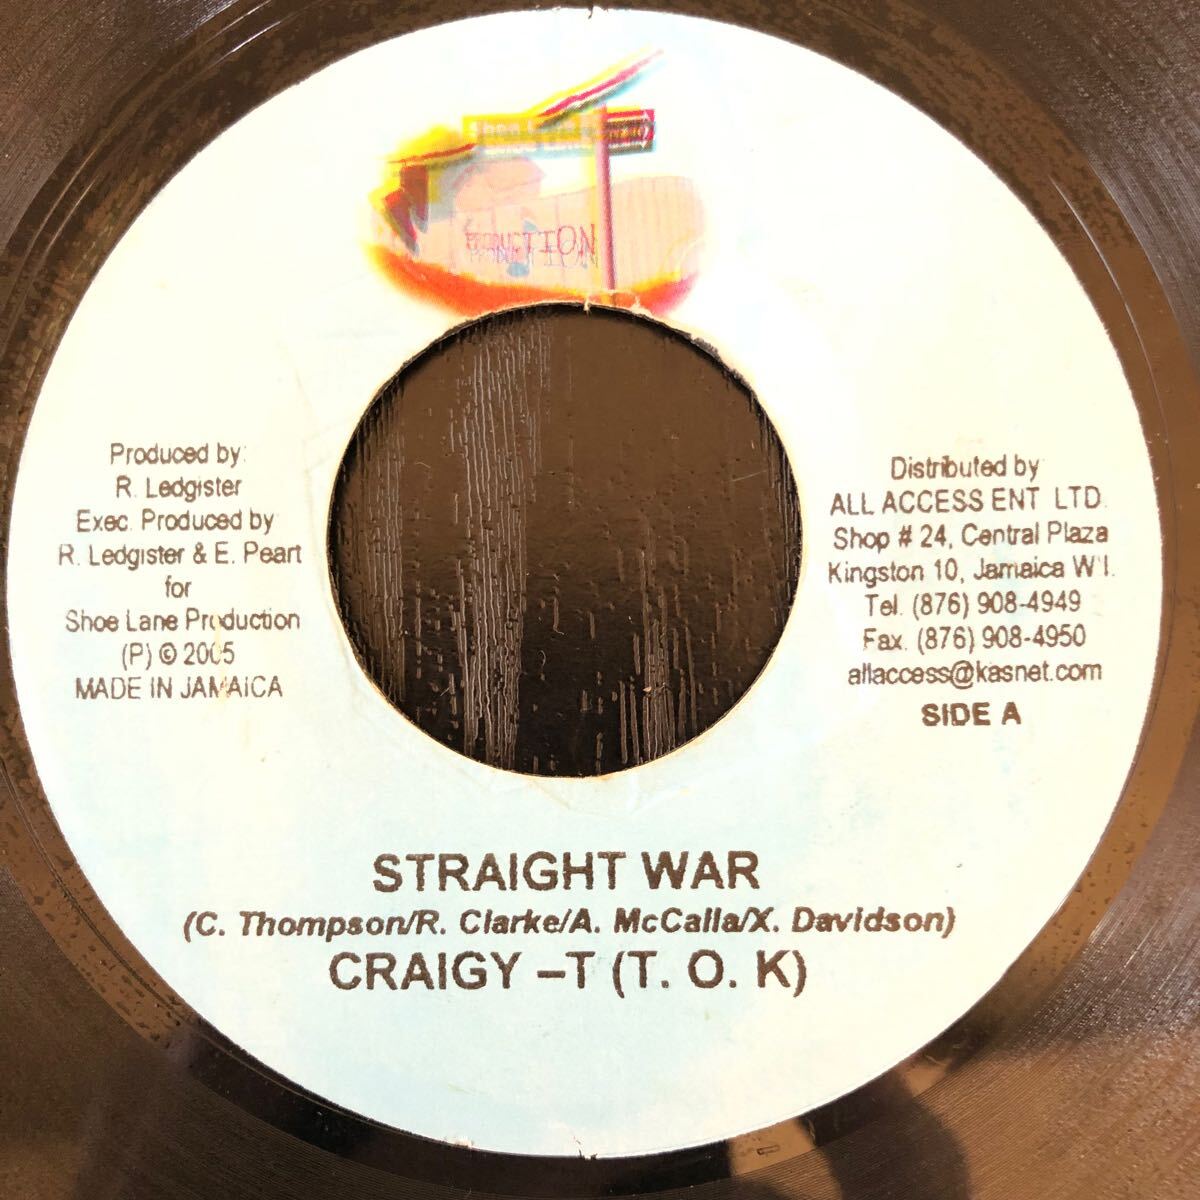 PRODUCTION
Produced by:
R. Ledgister
Exec. Produced by:
R. Ledgister & E. Peart
for
Shoe Lane Production
(P) © 2005
MADE IN JAMAICA
Distributed by
ALL ACCESS ENT LTD.
Shop # 24, Central Plaza
Kingston 10, Jamaica W.I.
Tel. (876) 908-4949
Fax. (876) 908-4950
allaccess@kasnet.com
SIDE A
STRAIGHT WAR
(C. Thompson/R. Clarke/A. McCalla/X. Davidson)
CRAIGY –T (T. O. K)